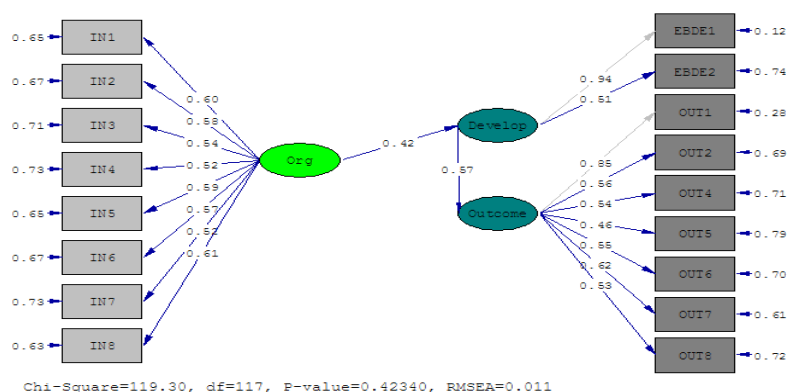 0.65 IN1
0.67 IN2
0.71 IN3
0.73 IN4
0.65 IN5
0.67 IN6
0.73 IN7
0.63 IN8
0.60
0.58
0.54
0.52
0.59
0.57
0.52
0.61
Org
0.42
Develop
0.57
Outcome
0.94
0.51
0.85
0.56
0.54
0.46
0.55
0.62
0.53
EBDE1 0.12
EBDE2 0.74
OUT1 0.28
OUT2 0.69
OUT4 0.71
OUT5 0.79
OUT6 0.70
OUT7 0.61
OUT8 0.72
Chi-Square=119.30, df=117, P-value=0.42340, RMSEA=0.011